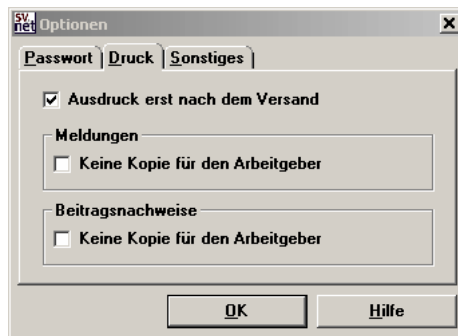 sv.net Optionen
Passwort Druck Sonstiges
Ausdruck erst nach dem Versand
Meldungen
Keine Kopie für den Arbeitgeber
Beitragsnachweise
Keine Kopie für den Arbeitgeber
OK Hilfe